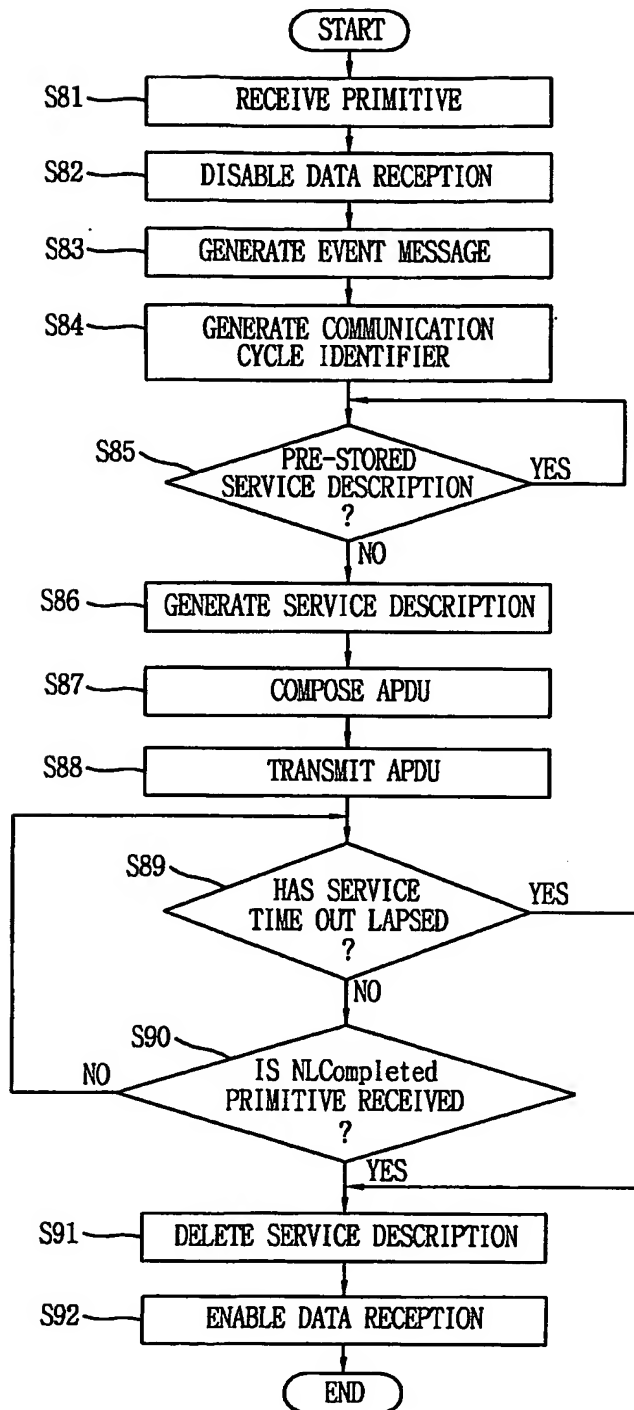 START
S81
RECEIVE PRIMITIVE
S82
DISABLE DATA RECEPTION
S83
GENERATE EVENT MESSAGE
S84
GENERATE COMMUNICATION
CYCLE IDENTIFIER
S85
PRE-STORED
SERVICE DESCRIPTION
?
YES
NO
S86
GENERATE SERVICE DESCRIPTION
S87
COMPOSE APDU
S88
TRANSMIT APDU
S89
HAS SERVICE
TIME OUT LAPSED
?
YES
NO
S90
IS NLCompleted
PRIMITIVE RECEIVED
?
NO
YES
S91
DELETE SERVICE DESCRIPTION
S92
ENABLE DATA RECEPTION
END